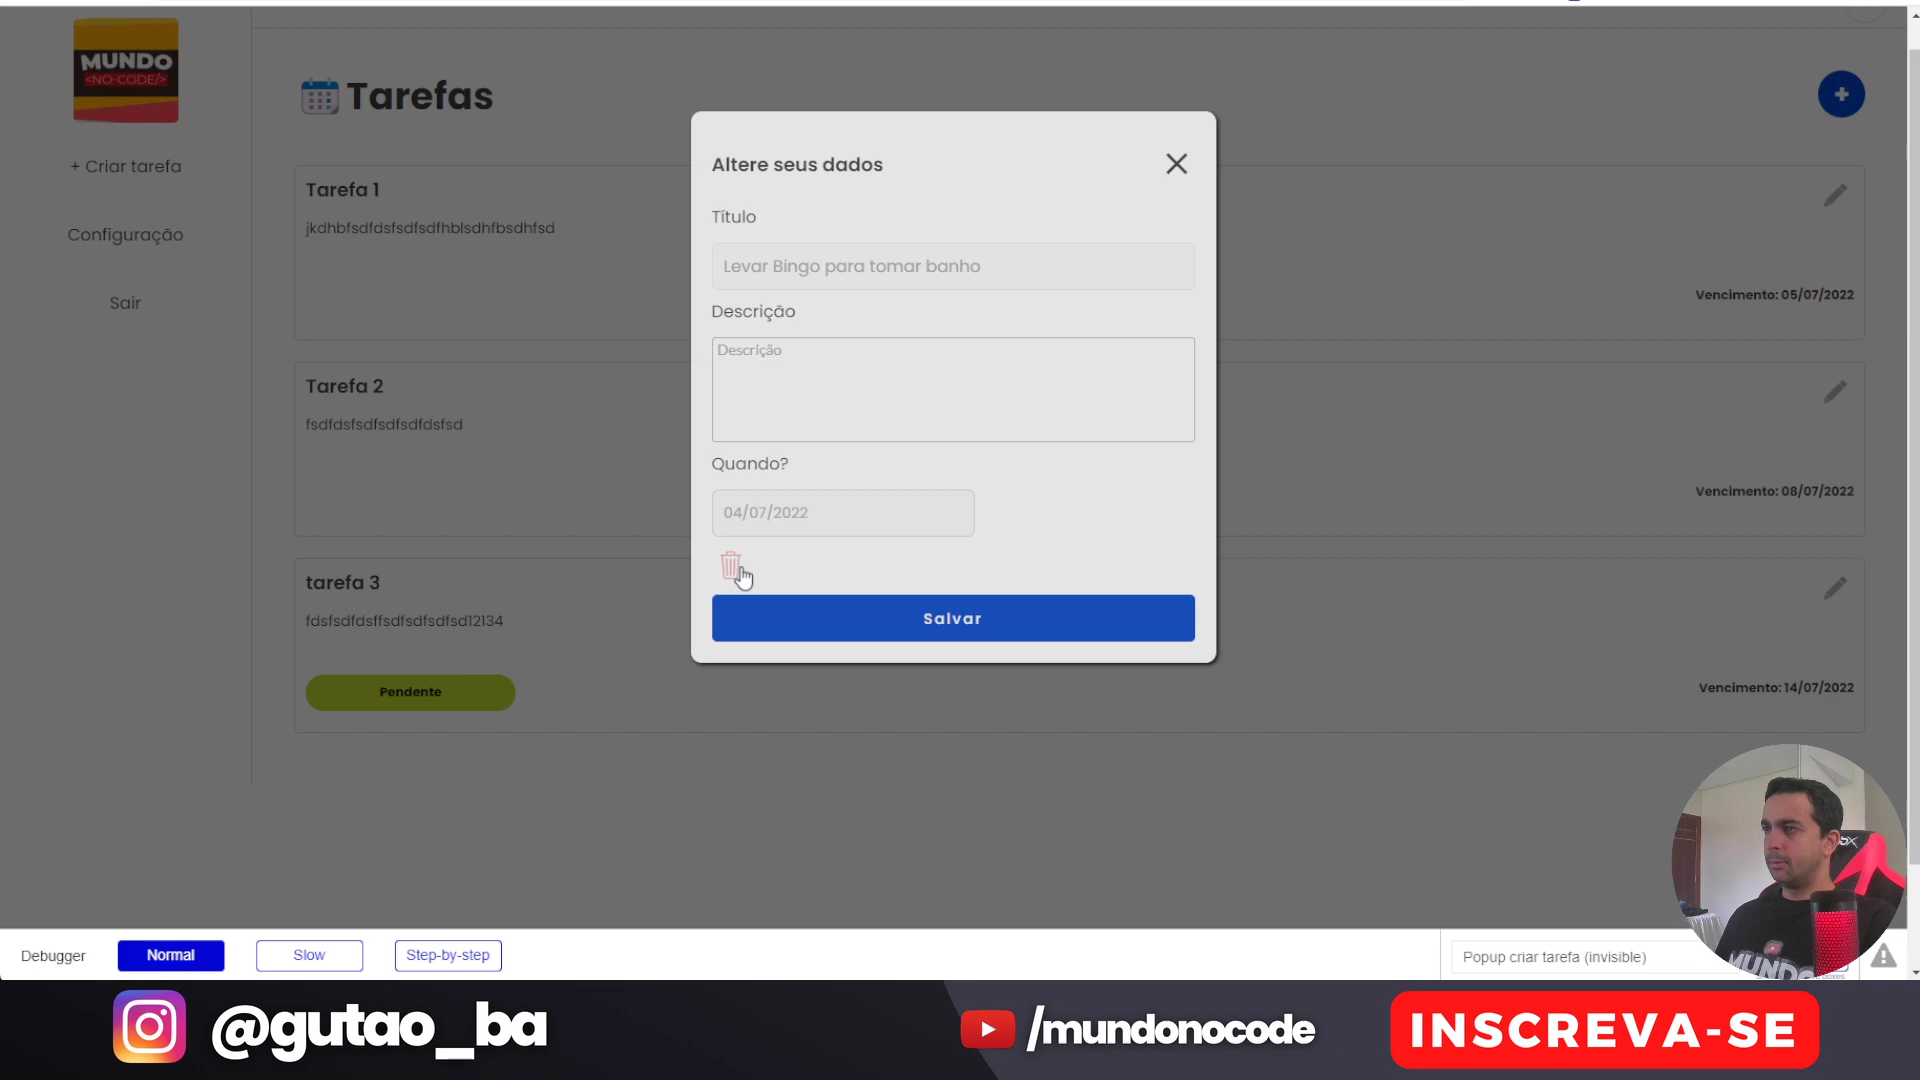 MUNDO
<NO-CODE/>
+ Criar tarefa
Configuração
Sair
Tarefas
+
Tarefa 1
jkdhbfsdfdsfsdfsdfhblsdhfbsdhfsd
Vencimento: 05/07/2022
Tarefa 2
fsdfdsfsdfsdfsdfdsfsd
Vencimento: 08/07/2022
tarefa 3
fdsfsdfdsffsdfsdfsdfsd12134
Pendente
Vencimento: 14/07/2022
Altere seus dados
Título
Levar Bingo para tomar banho
Descrição
Descrição
Quando?
04/07/2022
Salvar
Debugger
Normal
Slow
Step-by-step
Popup criar tarefa (invisible)
@gutao_ba
/mundonocode
INSCREVA-SE